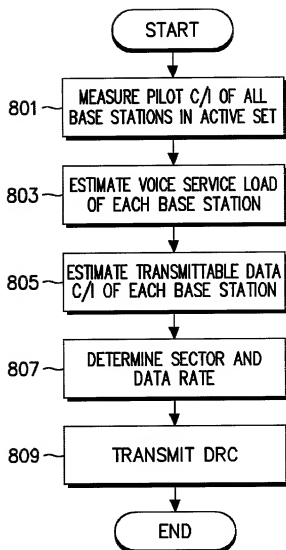 START
801
MEASURE PILOT C/I OF ALL
BASE STATIONS IN ACTIVE SET
803
ESTIMATE VOICE SERVICE LOAD
OF EACH BASE STATION
805
ESTIMATE TRANSMITTABLE DATA
C/I OF EACH BASE STATION
807
DETERMINE SECTOR AND
DATA RATE
809
TRANSMIT DRC
END